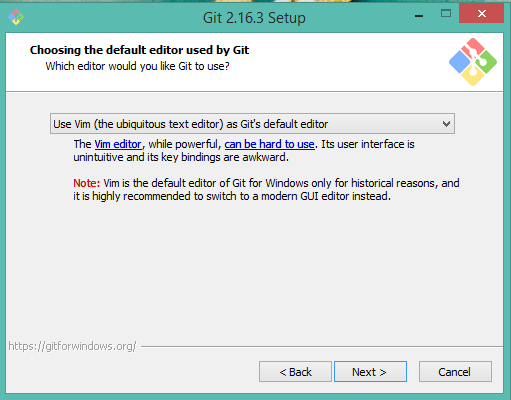 Git 2.16.3 Setup
Choosing the default editor used by Git
Which editor would you like Git to use?
Use Vim (the ubiquitous text editor) as Git's default editor
The Vim editor, while powerful, can be hard to use. Its user interface is
unintuitive and its key bindings are awkward.
Note: Vim is the default editor of Git for Windows only for historical reasons, and
it is highly recommended to switch to a modern GUI editor instead.
https://gitforwindows.org/
< Back
Next >
Cancel